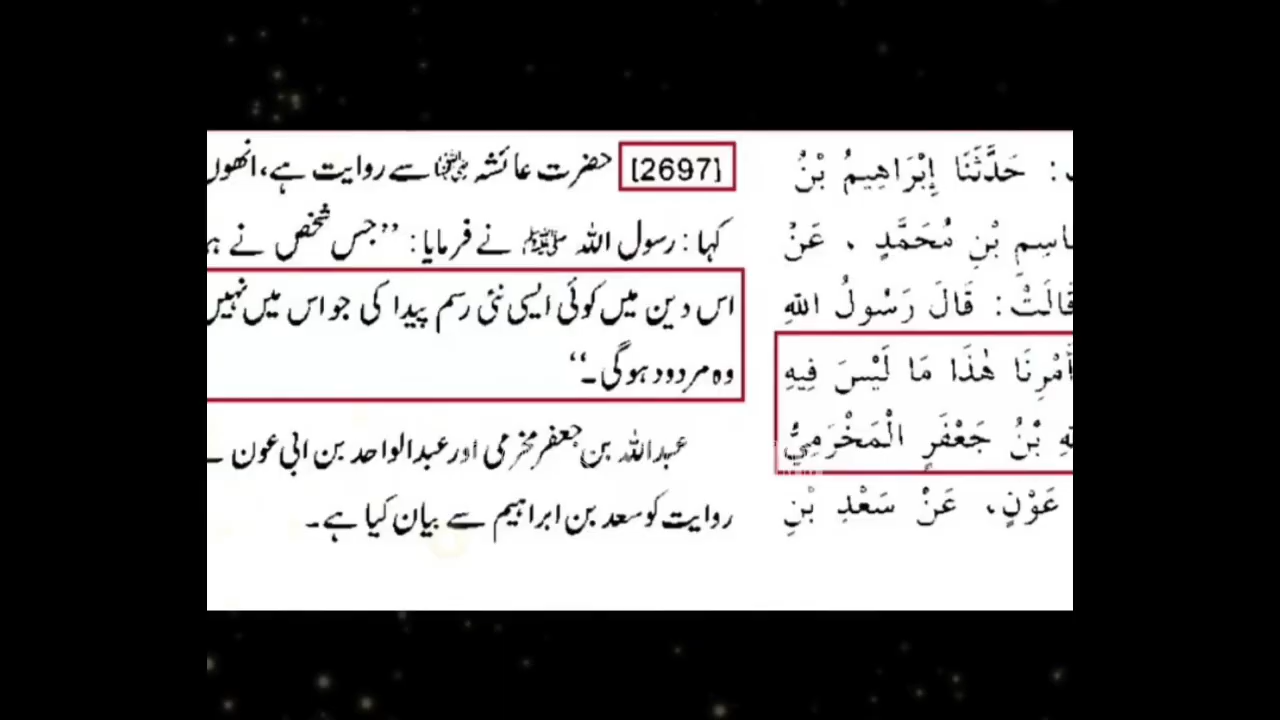 [2697] حضرت عائشہ رضی اللہ عنہا سے روایت ہے، انھوں
کہا: رسول اللہ ﷺ نے فرمایا: ”جس شخص نے
اس دین میں کوئی ایسی نئی رسم پیدا کی جو اس میں نہیں
وہ مردود ہوگی۔“
عبداللہ بن جعفر مخرمی اور عبدالواحد بن ابی عون
روایت کو سعد بن ابراہیم سے بیان کیا ہے۔
: حَدَّثَنَا إِبْرَاهِيمُ بْنُ
بْنِ مُحَمَّدٍ ، عَنْ
قَالَتْ: قَالَ رَسُولُ اللهِ
أَمْرِنَا هٰذَا مَا لَيْسَ فِيهِ
بْنُ جَعْفَرٍ الْمَخْرَمِيُّ
عَوْنٍ، عَنْ سَعْدِ بْنِ